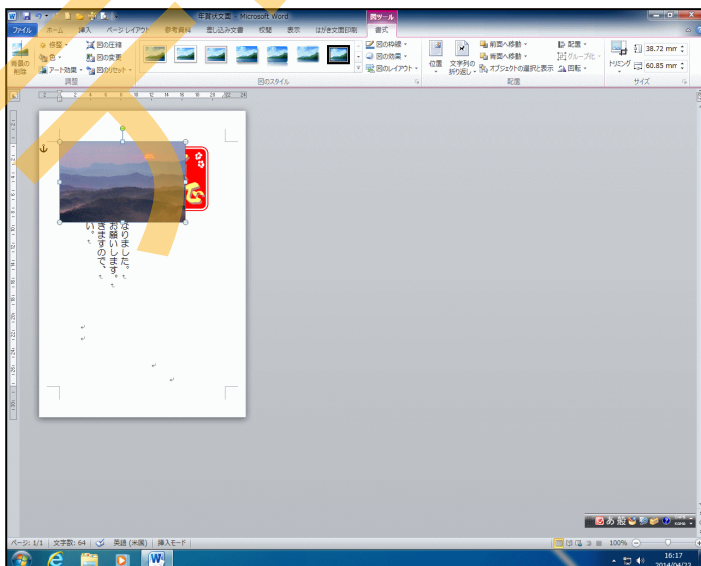 年賀状文面 - Microsoft Word
図ツール
ファイル ホーム 挿入 ページ レイアウト 参考資料 差し込み文書 校閲 表示 はがき文面印刷 書式
背景の
削除
修整
色
アート効果
図の圧縮
図の変更
図のリセット
調整
図のスタイル
図の枠線
図の効果
図のレイアウト
位置
文字列の
折り返し
前面へ移動
背面へ移動
オブジェクトの選択と表示
配置
グループ化
回転
配置
トリミング
38.72 mm
60.85 mm
サイズ
なりました。
お願いします。
きますので、
い。
あ 般
ページ: 1/1 文字数: 64 英語 (米国) 挿入モード
100%
16:17
2014/04/22